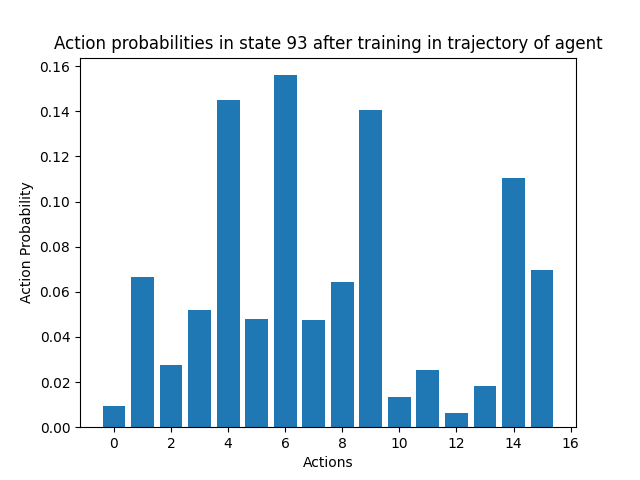 Action probabilities in state 93 after training in trajectory of agent
0.16
0.14
0.12
0.10
0.08
0.06
0.04
0.02
0.00
Action Probability
0 2 4 6 8 10 12 14 16
Actions